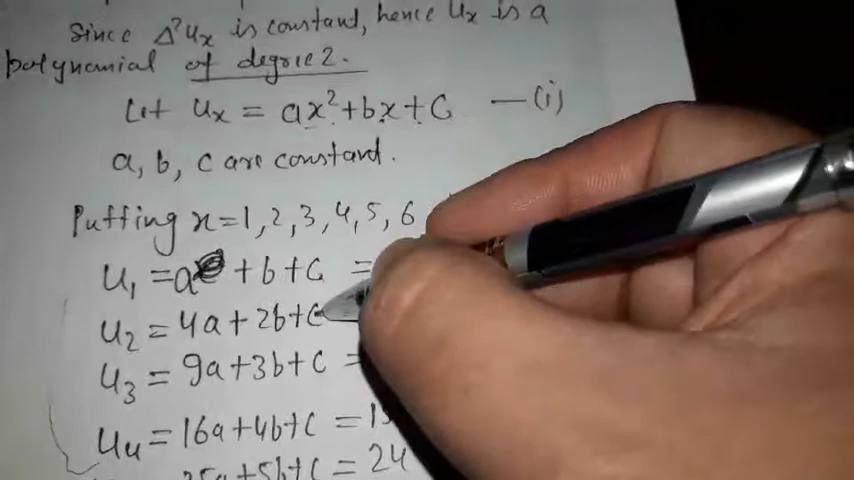 Since Δ²uₓ is constant, hence uₓ is a
polynamial of degree 2.
Let uₓ = ax²+bx+c —(i)
a, b, c are constant.
Putting x=1,2,3,4,5,6
u₁ = a + b+c =
u₂ = 4a+2b+c
u₃ = 9a+3b+c =
u₄ = 16a+4b+c =
25a+5b+c = 24